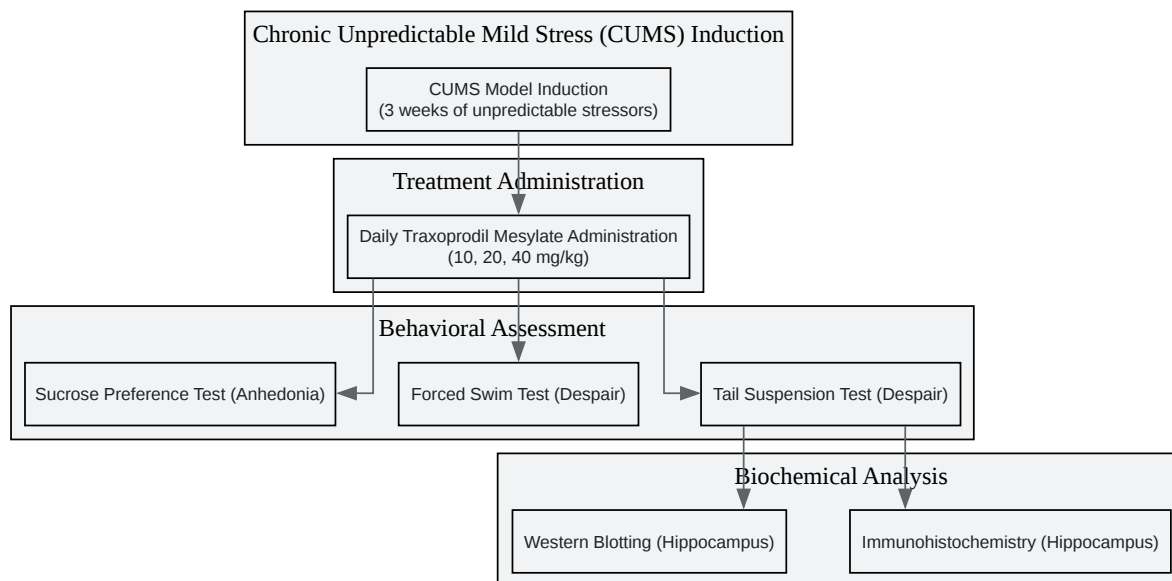 Chronic Unpredictable Mild Stress (CUMS) Induction
CUMS Model Induction
(3 weeks of unpredictable stressors)
Treatment Administration
Daily Traxoprodil Mesylate Administration
(10, 20, 40 mg/kg)
Behavioral Assessment
Sucrose Preference Test (Anhedonia)
Forced Swim Test (Despair)
Tail Suspension Test (Despair)
Biochemical Analysis
Western Blotting (Hippocampus)
Immunohistochemistry (Hippocampus)